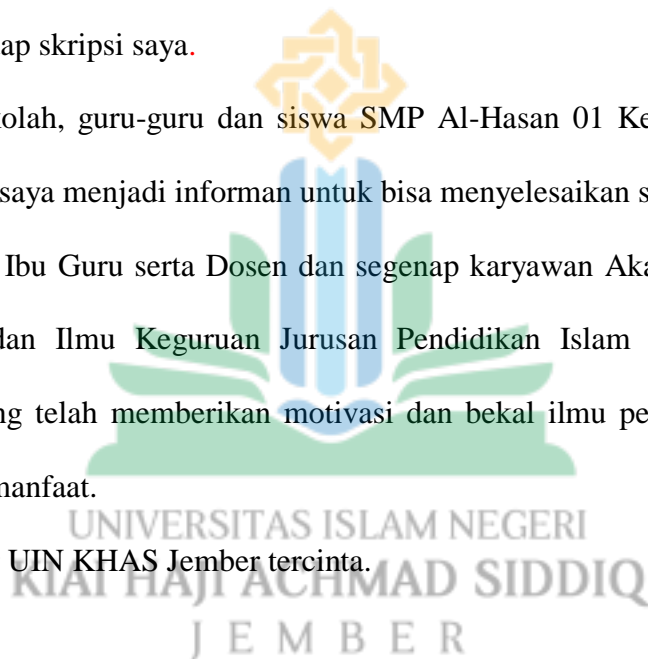 ap skripsi saya.
olah, guru-guru dan siswa SMP Al-Hasan 01 Ke
saya menjadi informan untuk bisa menyelesaikan s
Ibu Guru serta Dosen dan segenap karyawan Aka
dan Ilmu Keguruan Jurusan Pendidikan Islam
ng telah memberikan motivasi dan bekal ilmu pe
manfaat.
UNIVERSITAS ISLAM NEGERI
UIN KHAS Jember tercinta.
KIAI HAJI ACHMAD SIDDIQ
JEMBER